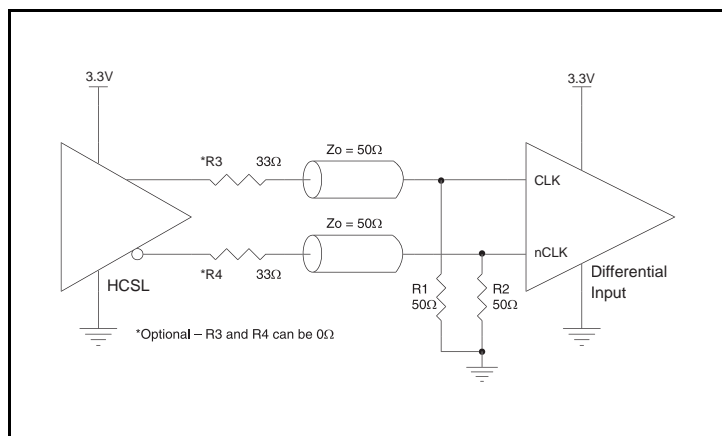 3.3V
3.3V
*R3 33Ω
Zo = 50Ω
CLK
Zo = 50Ω
nCLK
*R4 33Ω
HCSL
R1
50Ω
R2
50Ω
Differential
Input
*Optional – R3 and R4 can be 0Ω